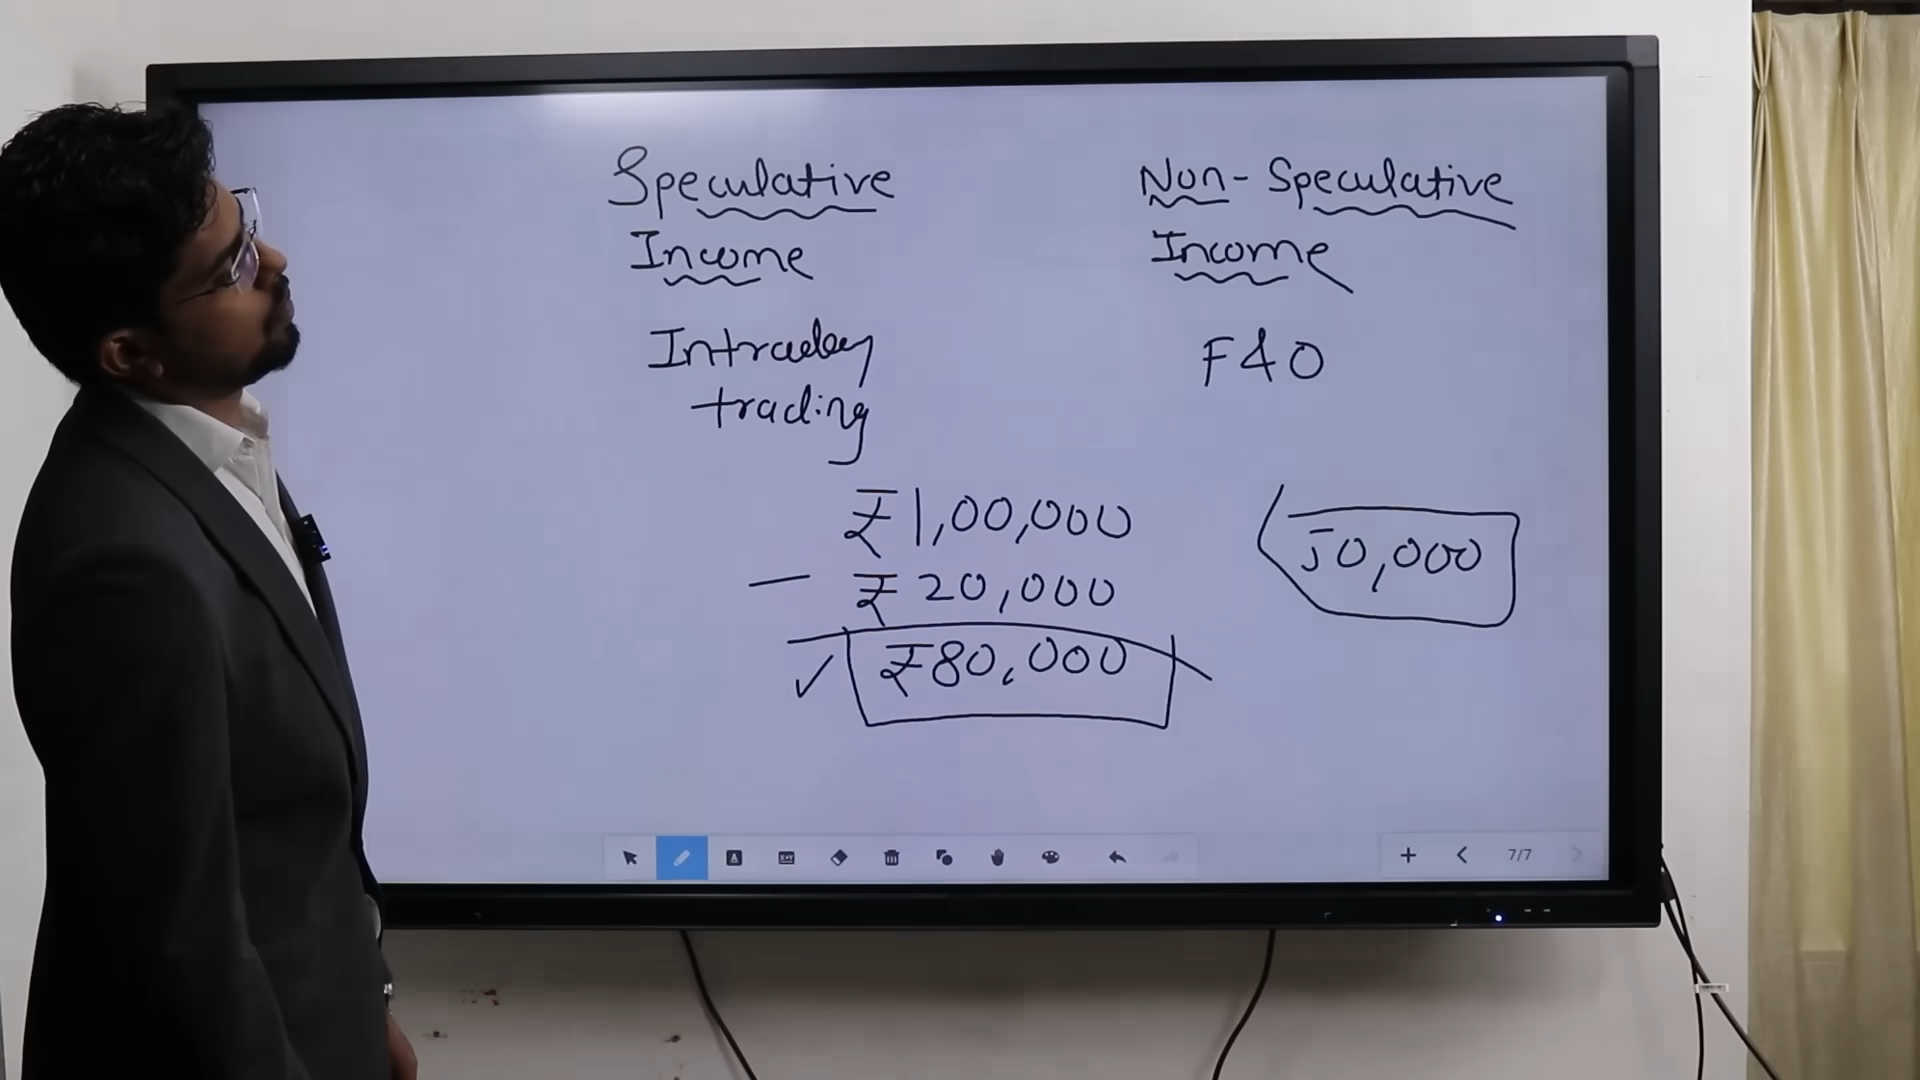 Speculative
Income
Intraday
trading
Non-Speculative
Income
F&O
₹1,00,000
- ₹20,000
✓ ₹80,000
50,000
7/7